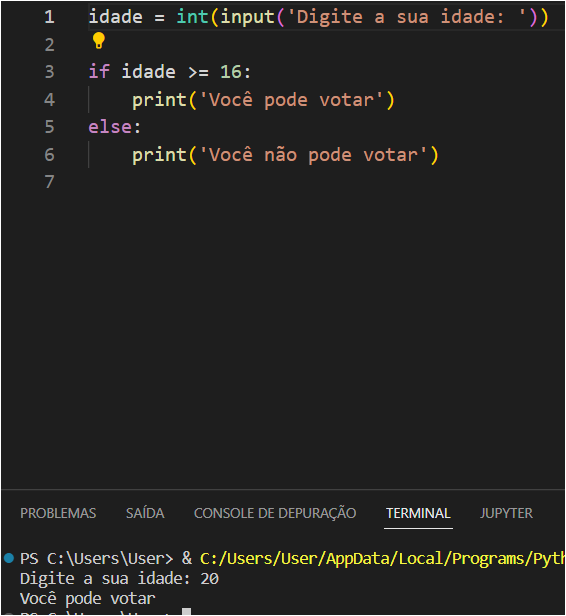 1 idade = int(input('Digite a sua idade: '))
2
3 if idade >= 16:
4     print('Você pode votar')
5 else:
6     print('Você não pode votar')
7
PROBLEMAS SAÍDA CONSOLE DE DEPURAÇÃO TERMINAL JUPYTER
PS C:\Users\User> & C:/Users/User/AppData/Local/Programs/Pyth
Digite a sua idade: 20
Você pode votar
PS C:\Users\User>